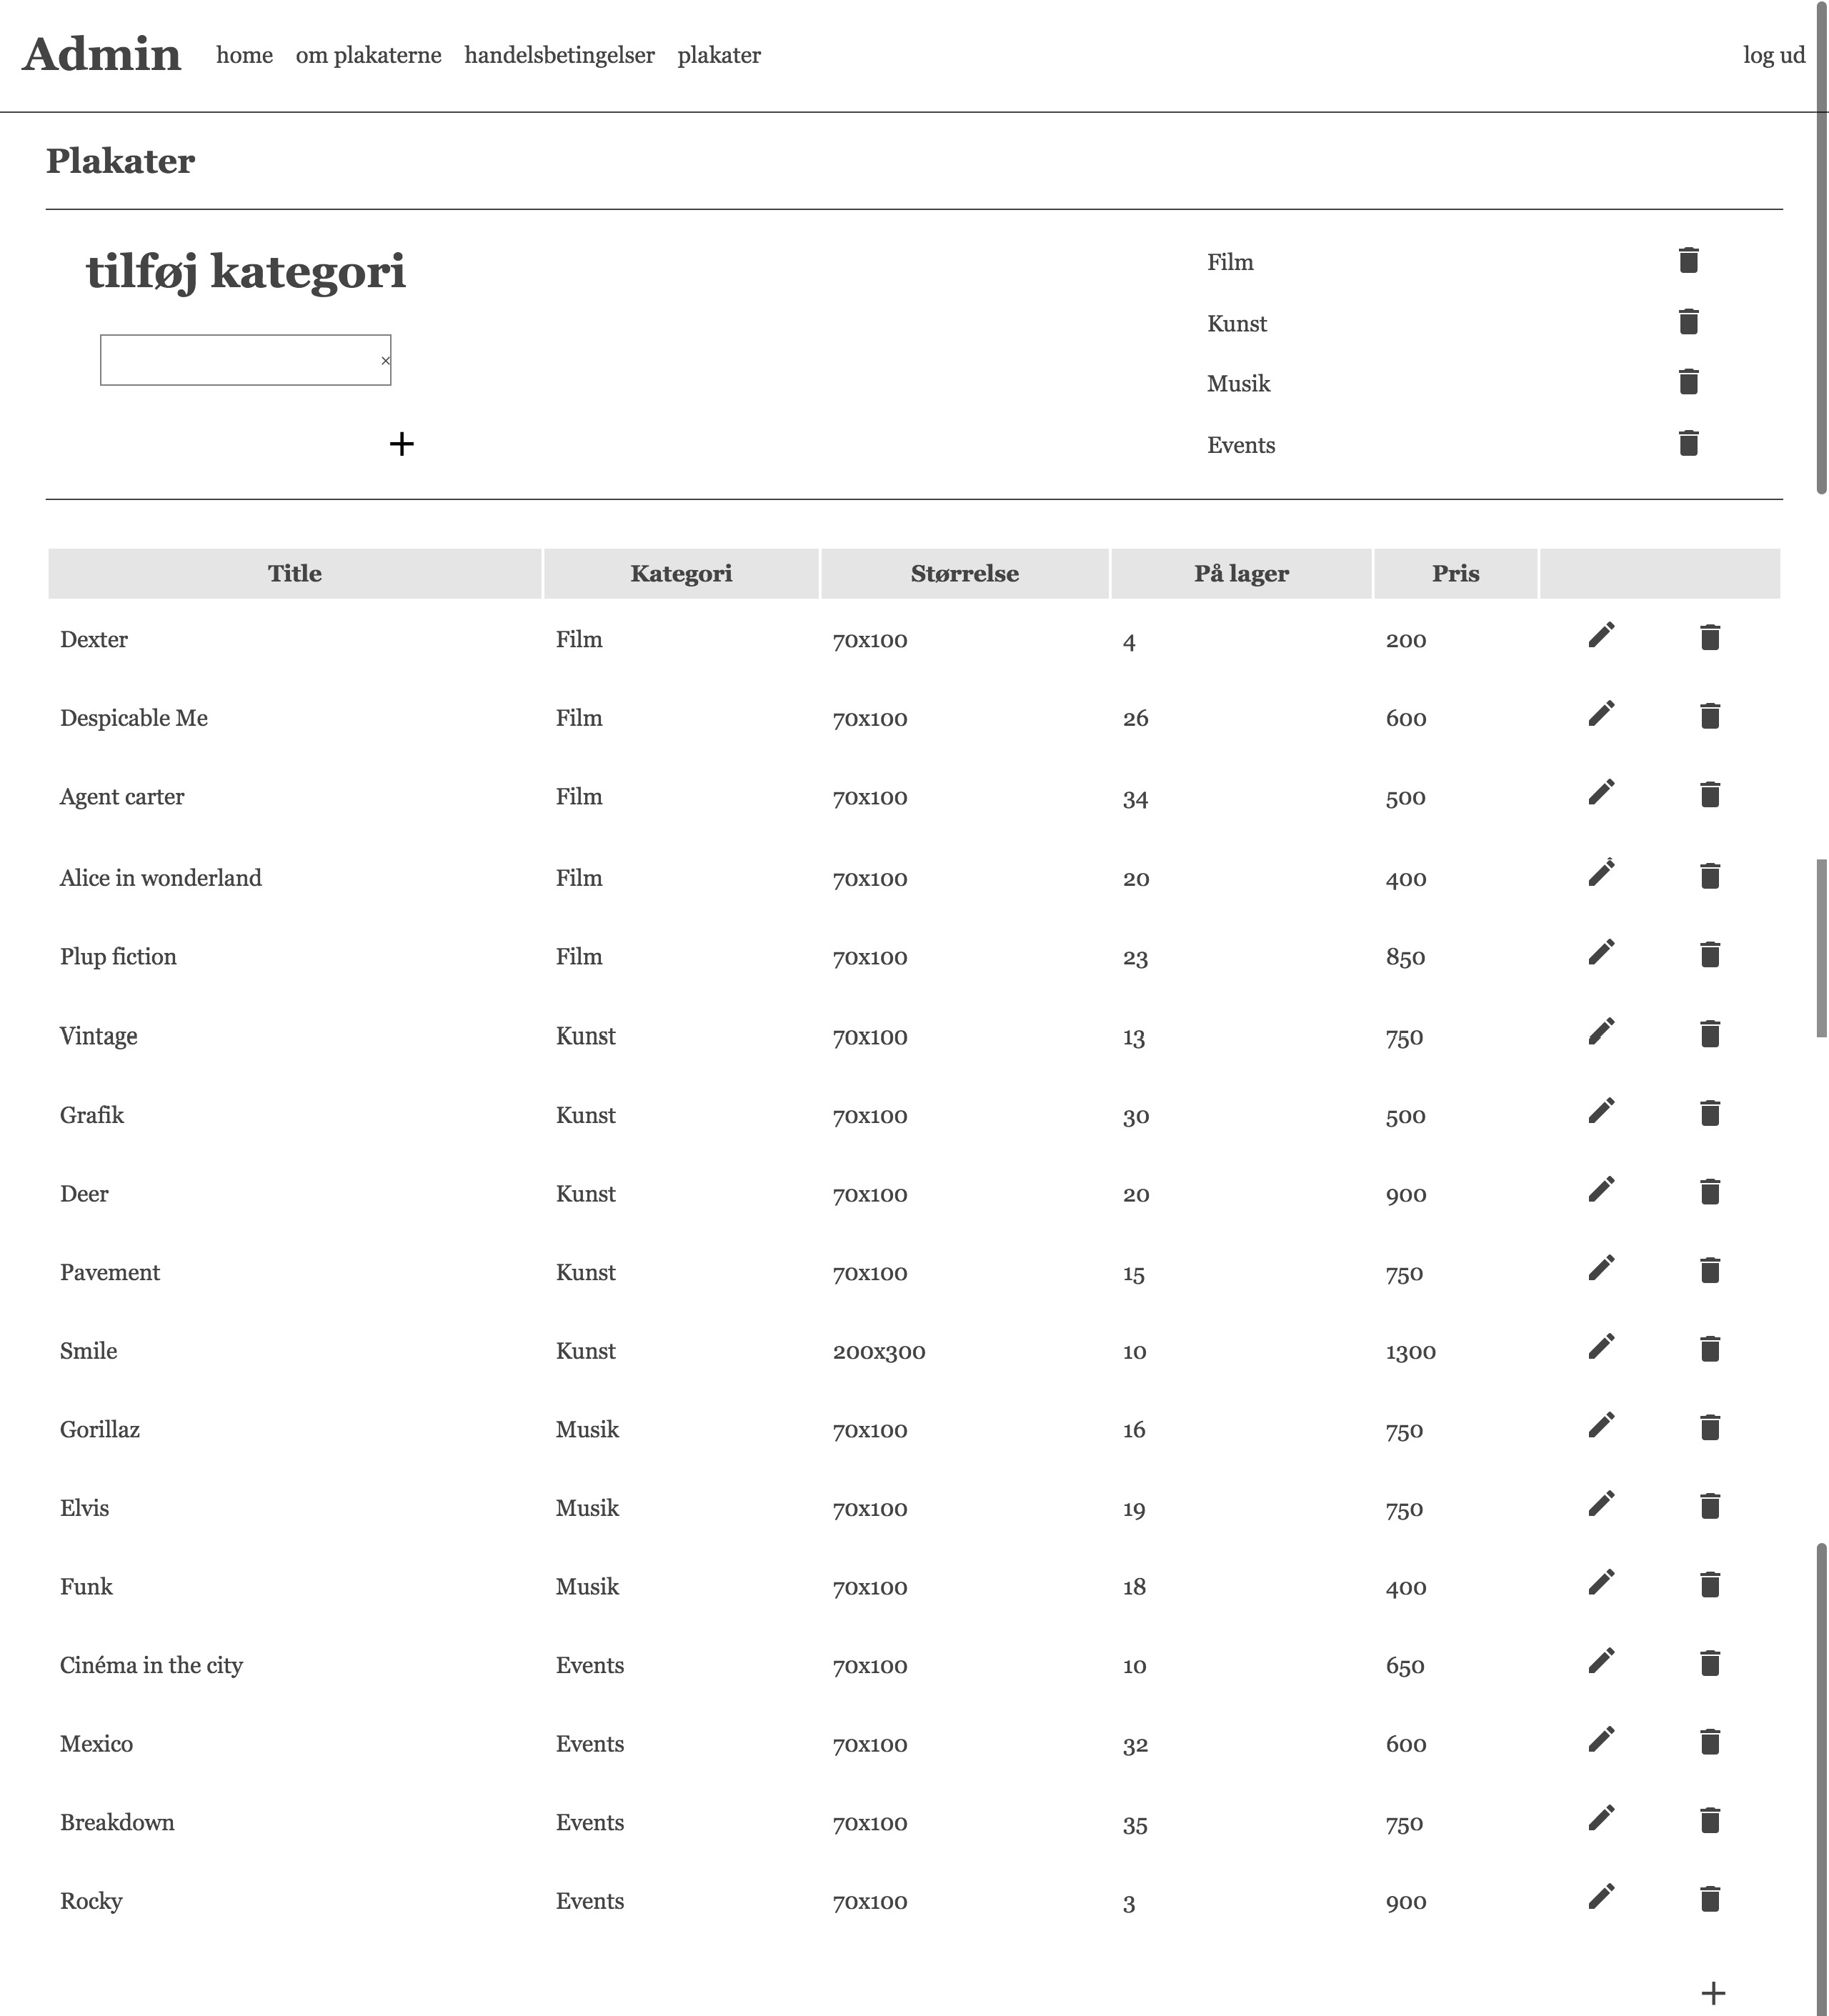 Admin home om plakaterne handelsbetingelser plakater log ud
Plakater
tilføj kategori
Film
Kunst
×
Musik
Events
Title Kategori Størrelse På lager Pris
Dexter Film 70x100 4 200
Despicable Me Film 70x100 26 600
Agent carter Film 70x100 34 500
Alice in wonderland Film 70x100 20 400
Plup fiction Film 70x100 23 850
Vintage Kunst 70x100 13 750
Grafik Kunst 70x100 30 500
Deer Kunst 70x100 20 900
Pavement Kunst 70x100 15 750
Smile Kunst 200x300 10 1300
Gorillaz Musik 70x100 16 750
Elvis Musik 70x100 19 750
Funk Musik 70x100 18 400
Cinéma in the city Events 70x100 10 650
Mexico Events 70x100 32 600
Breakdown Events 70x100 35 750
Rocky Events 70x100 3 900